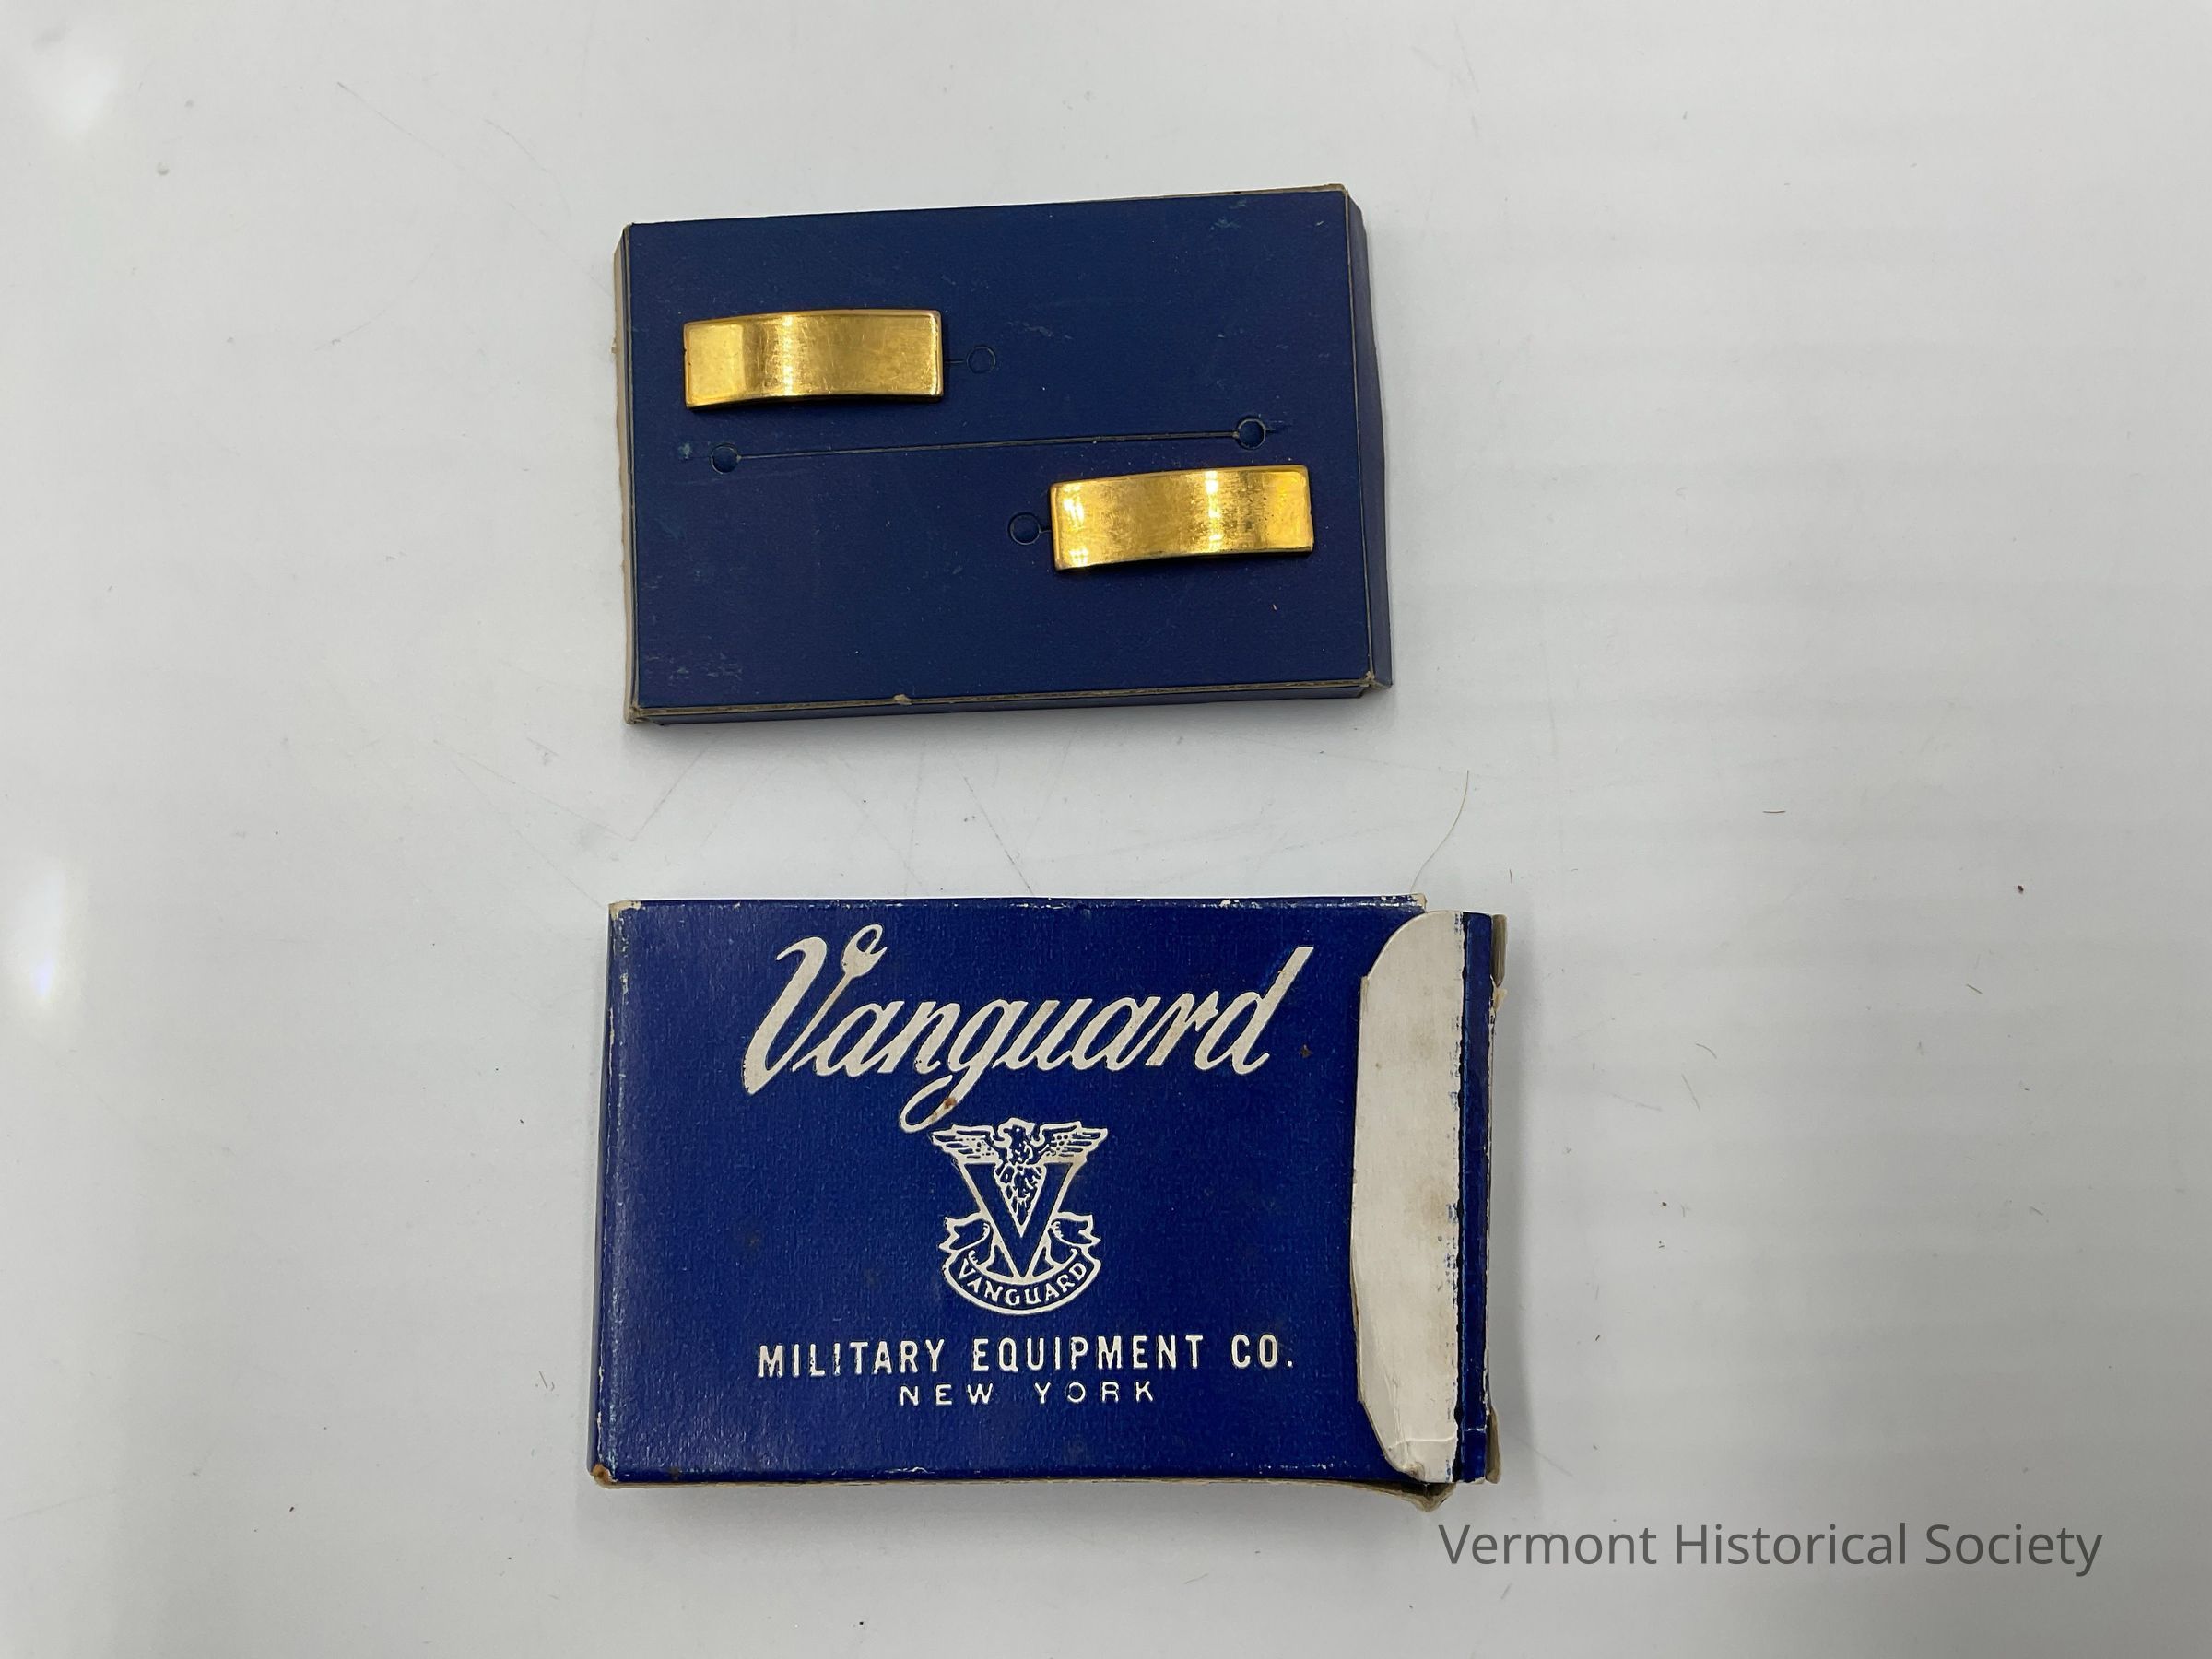 Vanguard
VANGUARD
MILITARY EQUIPMENT CO.
NEW YORK
Vermont Historical Society